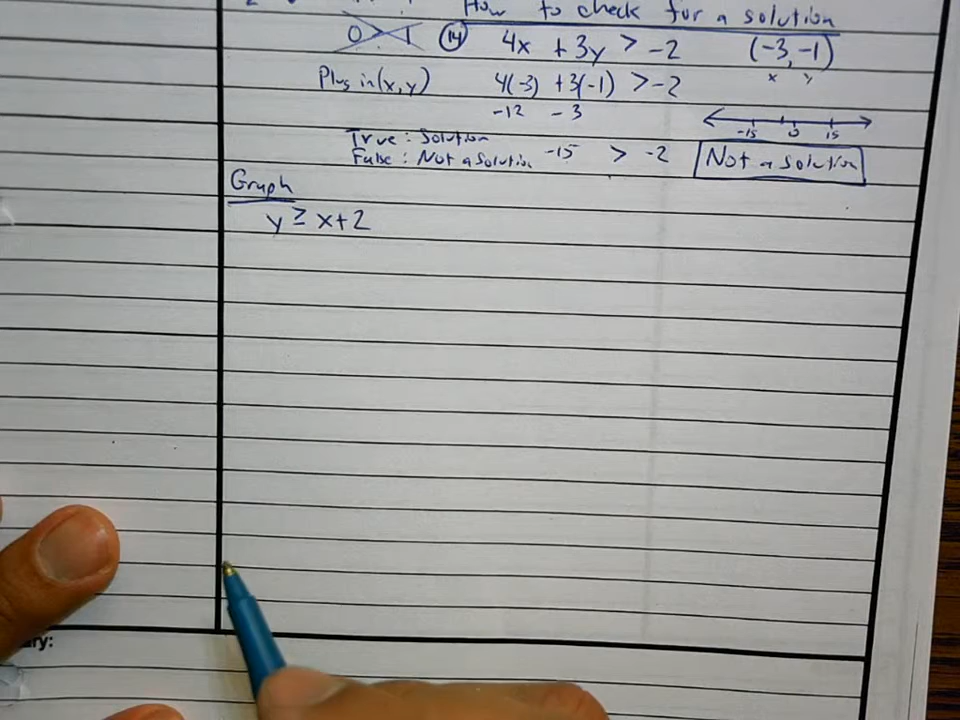 How to check for a solution
0 > 1 (14) 4x + 3y > -2 (-3, -1)
x y
Plug in (x, y) 4(-3) + 3(-1) > -2
-12 - 3
-15 0 15
True : Solution
False : Not a solution -15 > -2 Not a solution
Graph
y ≥ x + 2
ary: